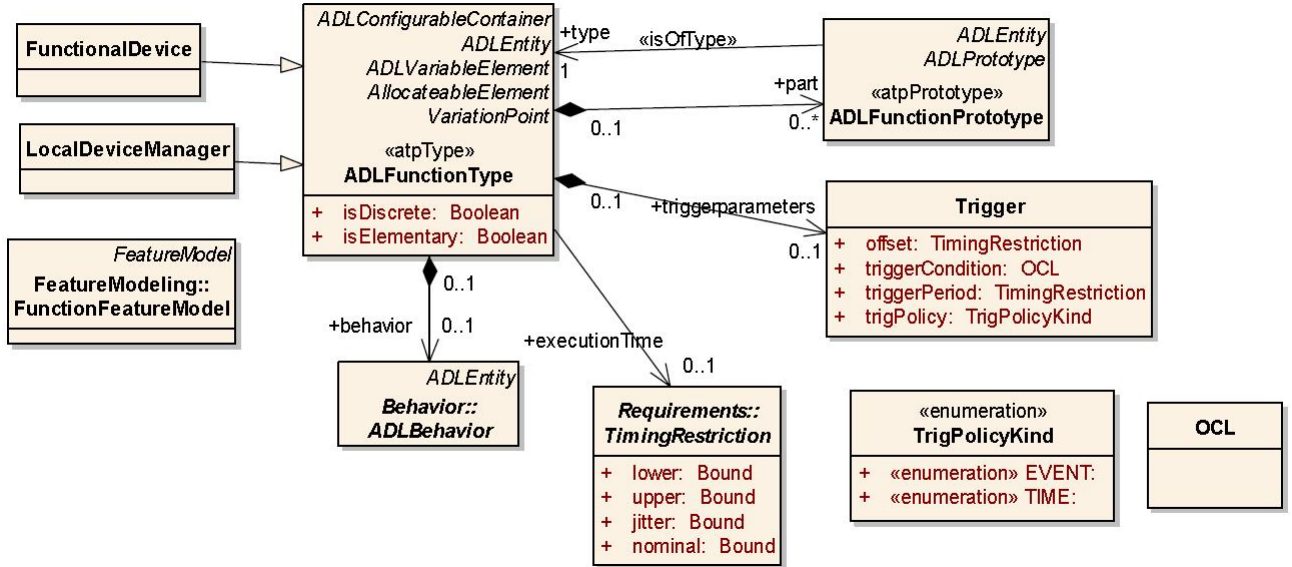 FunctionalDevice
LocalDeviceManager
FeatureModel
FeatureModeling::
FunctionFeatureModel
ADLConfigurableContainer
ADLEntity
ADLVariableElement
AllocateableElement
VariationPoint
«atpType»
ADLFunctionType
+ isDiscrete: Boolean
+ isElementary: Boolean
+type
«isOfType»
1
+part
0..1
0..*
ADLEntity
ADLPrototype
«atpPrototype»
ADLFunctionPrototype
0..1
+triggerparameters
0..1
Trigger
+ offset: TimingRestriction
+ triggerCondition: OCL
+ triggerPeriod: TimingRestriction
+ trigPolicy: TrigPolicyKind
0..1
+behavior
0..1
ADLEntity
Behavior::
ADLBehavior
+executionTime
0..1
Requirements::
TimingRestriction
+ lower: Bound
+ upper: Bound
+ jitter: Bound
+ nominal: Bound
«enumeration»
TrigPolicyKind
+ «enumeration» EVENT:
+ «enumeration» TIME:
OCL